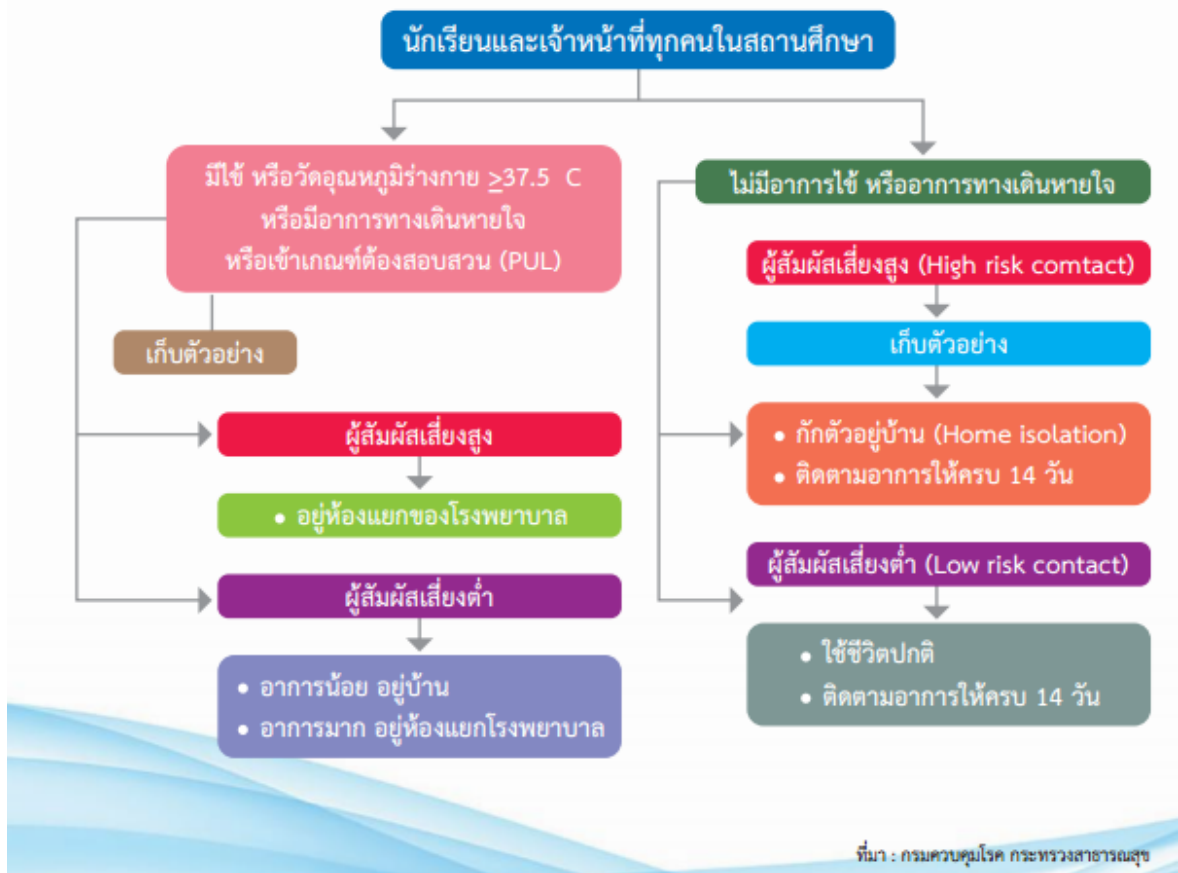 นักเรียนและเจ้าหน้าที่ทุกคนในสถานศึกษา
มีไข้ หรือวัดอุณหภูมิร่างกาย ≥37.5 C
หรือมีอาการทางเดินหายใจ
หรือเข้าเกณฑ์ต้องสอบสวน (PUL)
เก็บตัวอย่าง
ผู้สัมผัสเสี่ยงสูง
• อยู่ห้องแยกของโรงพยาบาล
ผู้สัมผัสเสี่ยงต่ำ
• อาการน้อย อยู่บ้าน
• อาการมาก อยู่ห้องแยกโรงพยาบาล
ไม่มีอาการไข้ หรืออาการทางเดินหายใจ
ผู้สัมผัสเสี่ยงสูง (High risk comtact)
เก็บตัวอย่าง
• กักตัวอยู่บ้าน (Home isolation)
• ติดตามอาการให้ครบ 14 วัน
ผู้สัมผัสเสี่ยงต่ำ (Low risk contact)
• ใช้ชีวิตปกติ
• ติดตามอาการให้ครบ 14 วัน
ที่มา : กรมควบคุมโรค กระทรวงสาธารณสุข